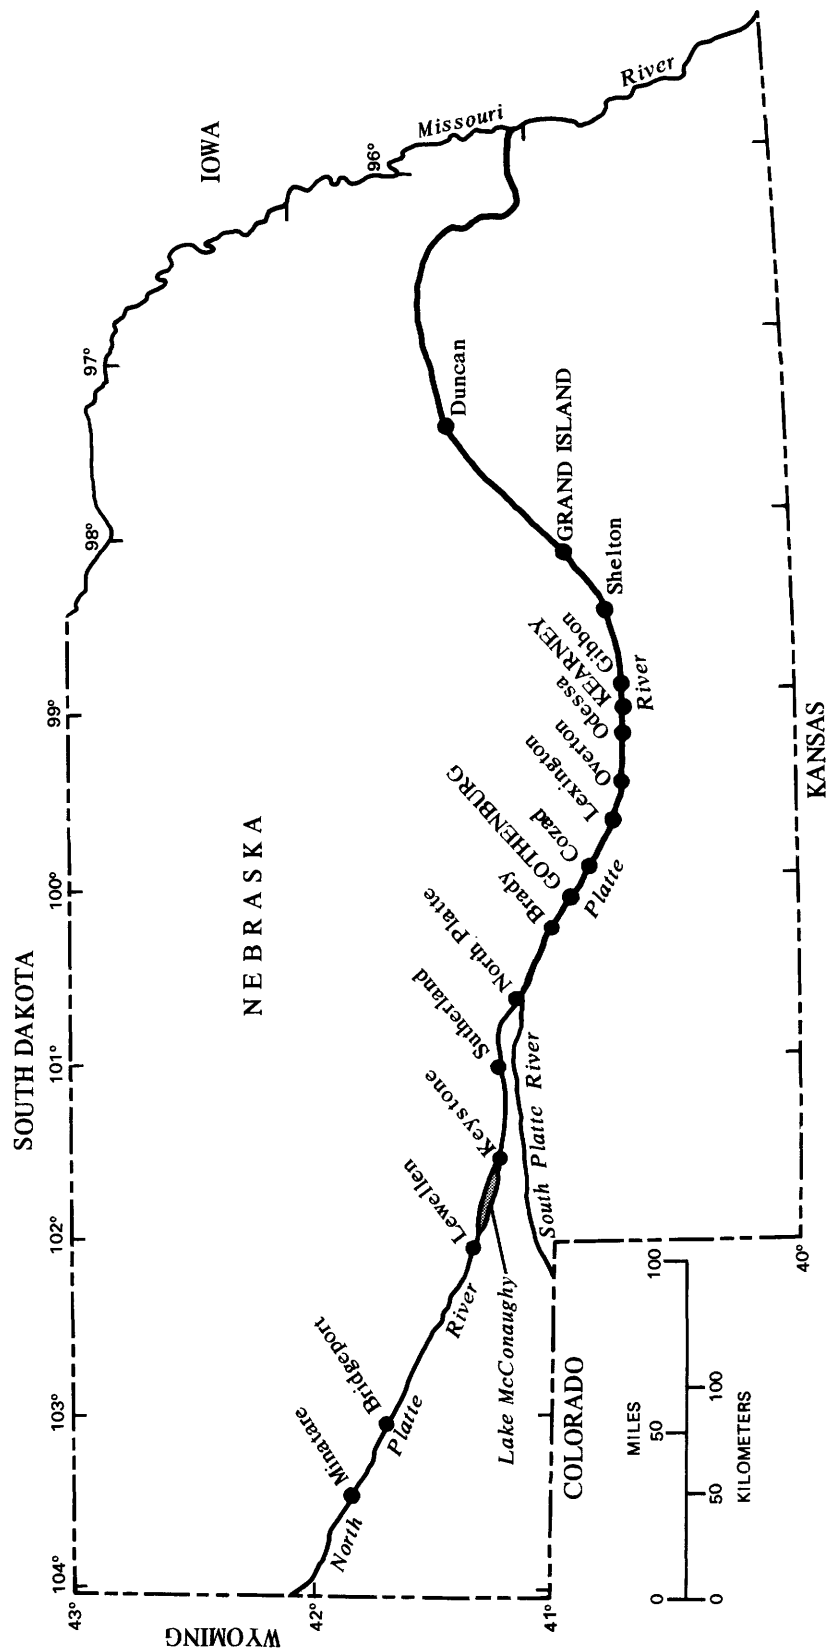 SOUTH DAKOTA
WYOMING
NEBRASKA
IOWA
COLORADO
KANSAS
104°
103°
102°
101°
100°
99°
98°
97°
96°
43°
42°
41°
40°
North
Platte
River
Minatare
Bridgeport
Lewellen
Lake McConaughy
Keystone
Sutherland
North Platte
South Platte River
Brady
GOTHENBURG
Cozad
Lexington
Overton
Odessa
KEARNEY
Gibbon
Shelton
GRAND ISLAND
Duncan
Platte
River
Missouri
River
MILES
0
50
100
0
50
100
KILOMETERS